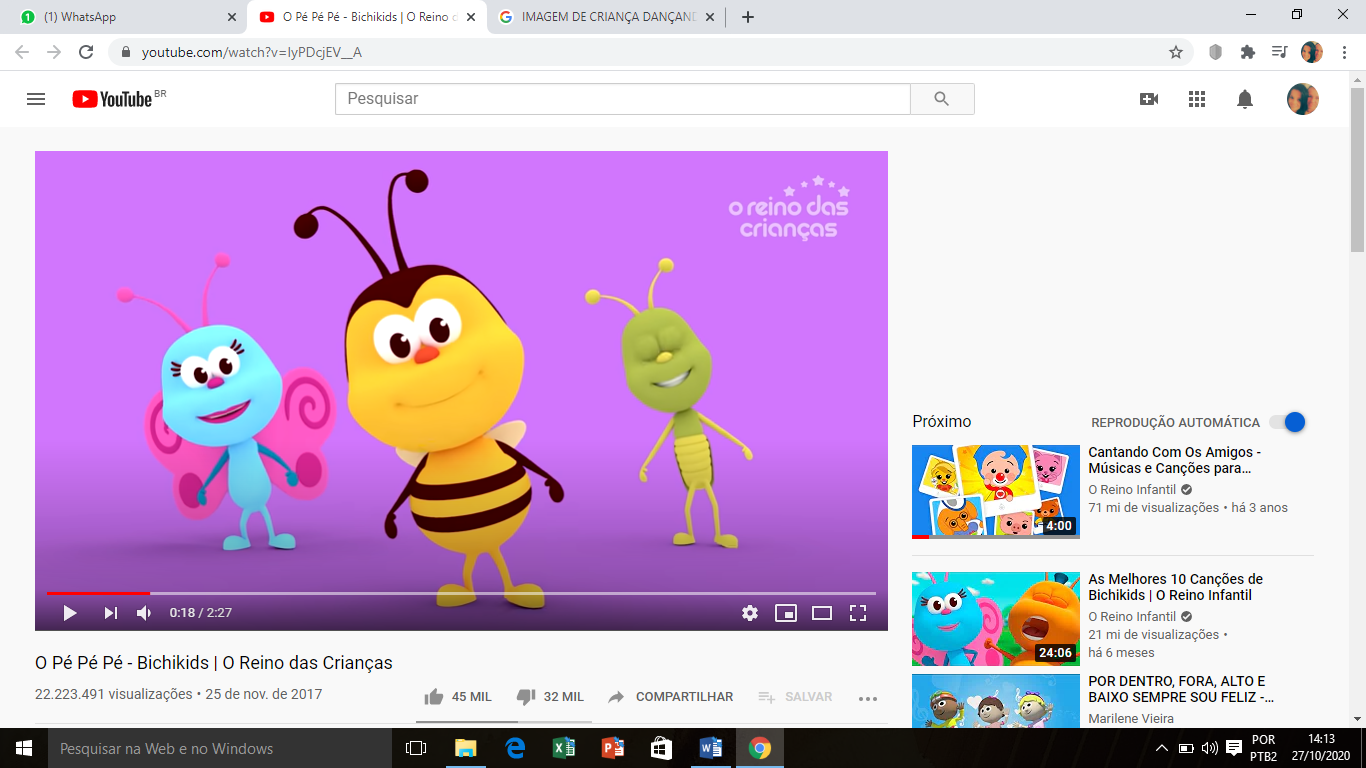 (1) WhatsApp
O Pé Pé Pé - Bichikids | O Reino d
IMAGEM DE CRIANÇA DANÇAND
youtube.com/watch?v=IyPDcjEV__A
YouTube BR
Pesquisar
o reino das
crianças
0:18 / 2:27
O Pé Pé Pé - Bichikids | O Reino das Crianças
22.223.491 visualizações • 25 de nov. de 2017
45 MIL
32 MIL
COMPARTILHAR
SALVAR
Próximo
REPRODUÇÃO AUTOMÁTICA
4:00
Cantando Com Os Amigos -
Músicas e Canções para...
O Reino Infantil
71 mi de visualizações • há 3 anos
24:06
As Melhores 10 Canções de
Bichikids | O Reino Infantil
O Reino Infantil
21 mi de visualizações •
há 6 meses
POR DENTRO, FORA, ALTO E
BAIXO SEMPRE SOU FELIZ -...
Marilene Vieira
Pesquisar na Web e no Windows
POR
PTB2
14:13
27/10/2020